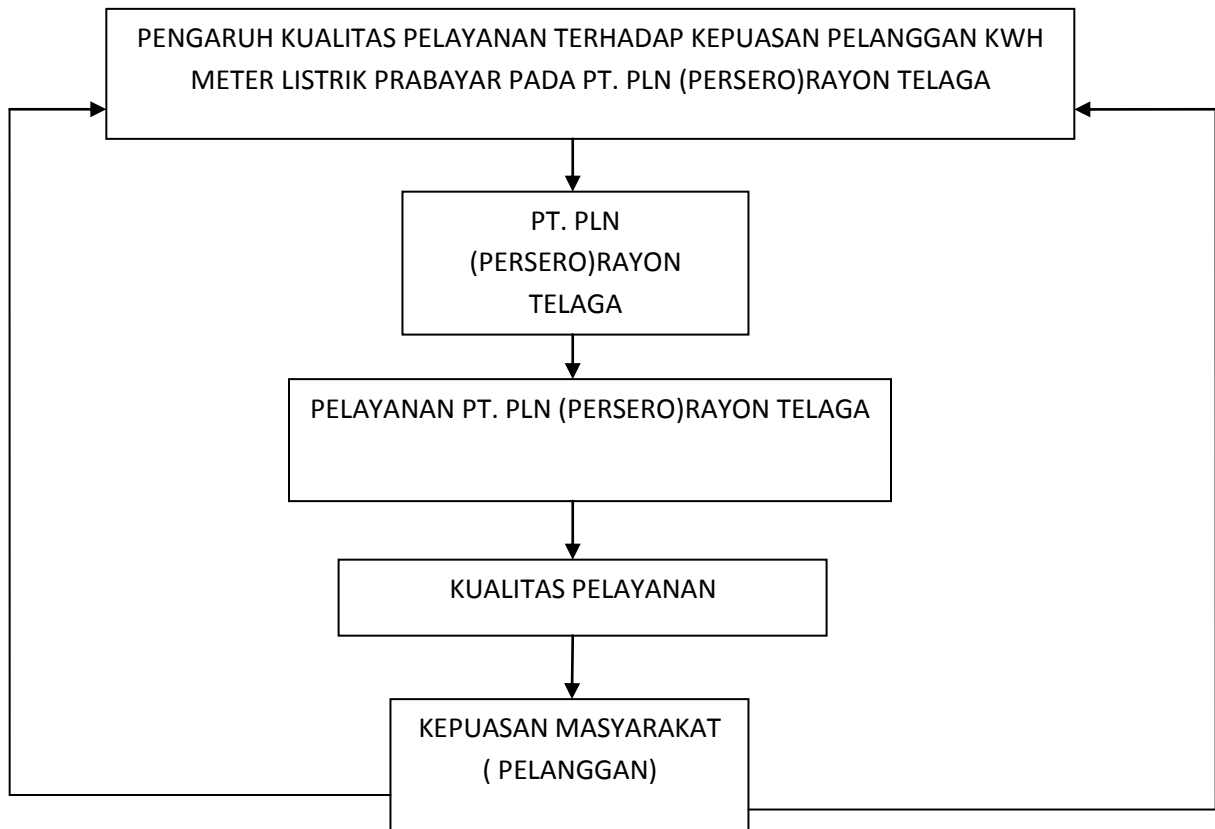 PENGARUH KUALITAS PELAYANAN TERHADAP KEPUASAN PELANGGAN KWH
METER LISTRIK PRABAYAR PADA PT. PLN (PERSERO)RAYON TELAGA
PT. PLN
(PERSERO)RAYON
TELAGA
PELAYANAN PT. PLN (PERSERO)RAYON TELAGA
KUALITAS PELAYANAN
KEPUASAN MASYARAKAT
( PELANGGAN)